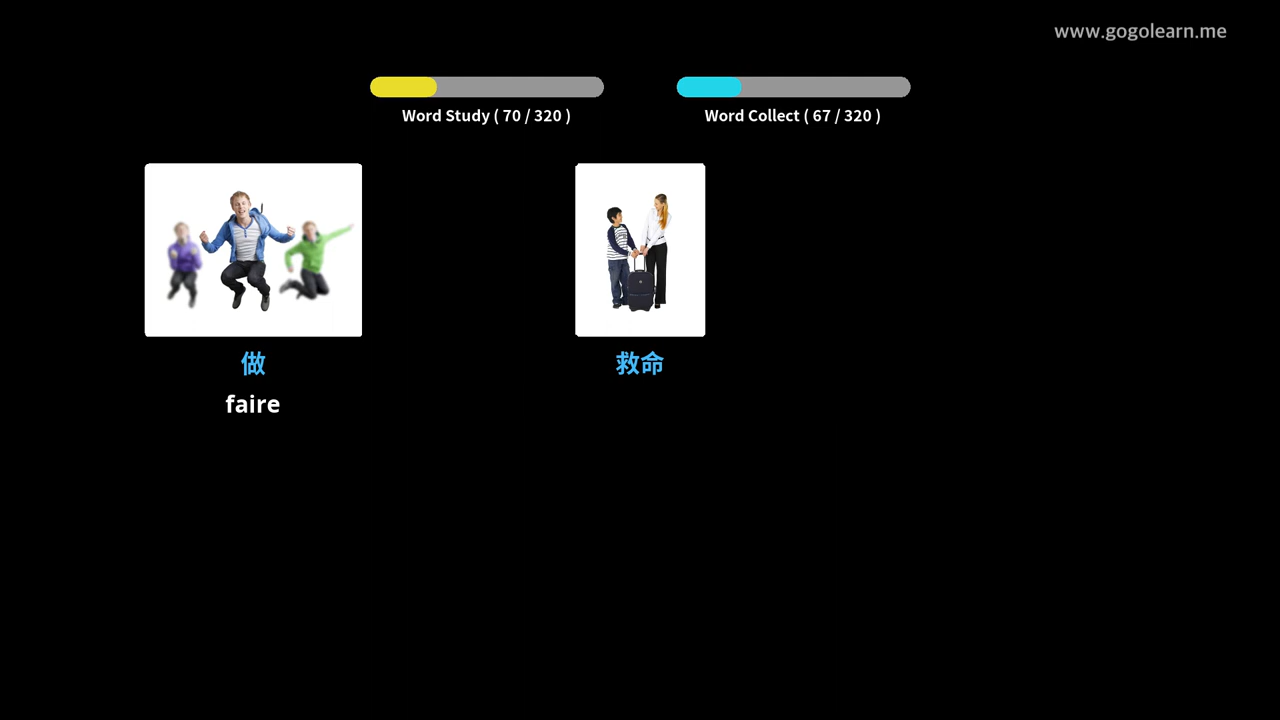 www.gogolearn.me
Word Study ( 70 / 320 )
Word Collect ( 67 / 320 )
做
faire
救命